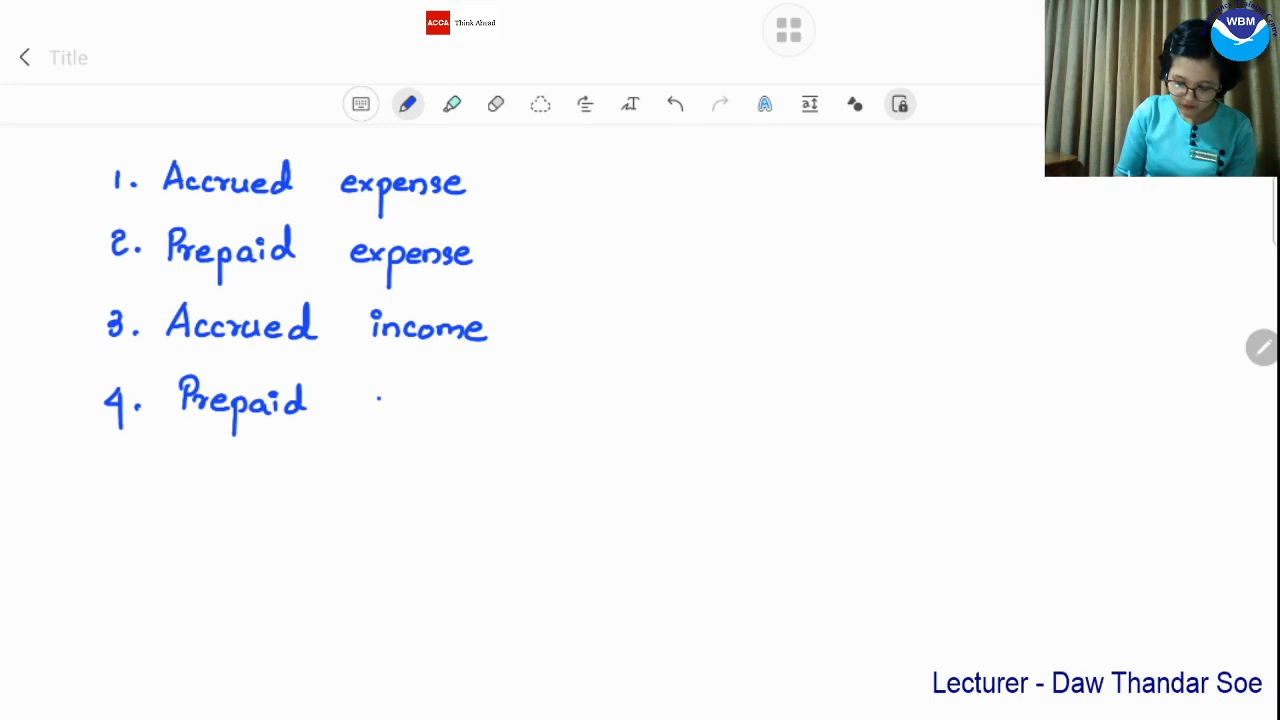 ACCA Think Ahead
WBM
Title
1. Accrued expense
2. Prepaid expense
3. Accrued income
4. Prepaid
Lecturer - Daw Thandar Soe